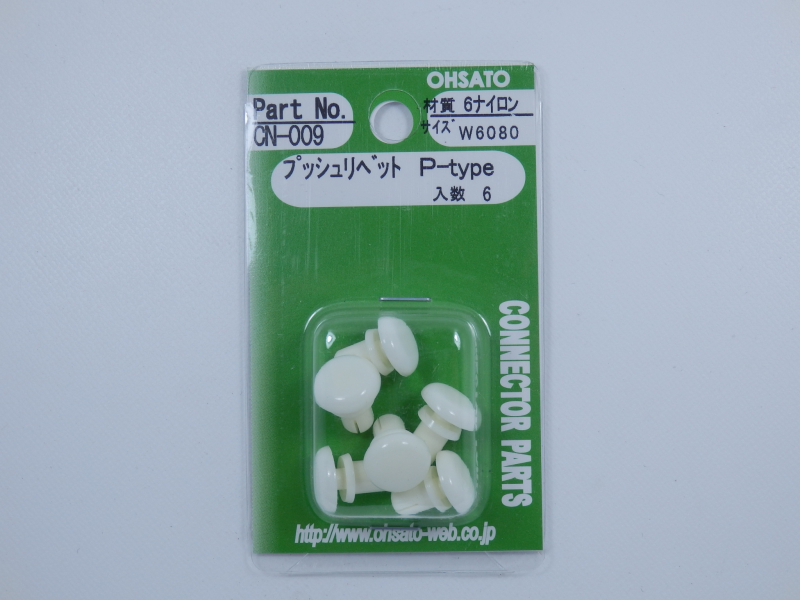 OHSATO
Part No.
CN-009
材質 6ナイロン
サイズ W6080
プッシュリベット P-type
入数 6
CONNECTOR PARTS
http://www.ohsato-web.co.jp